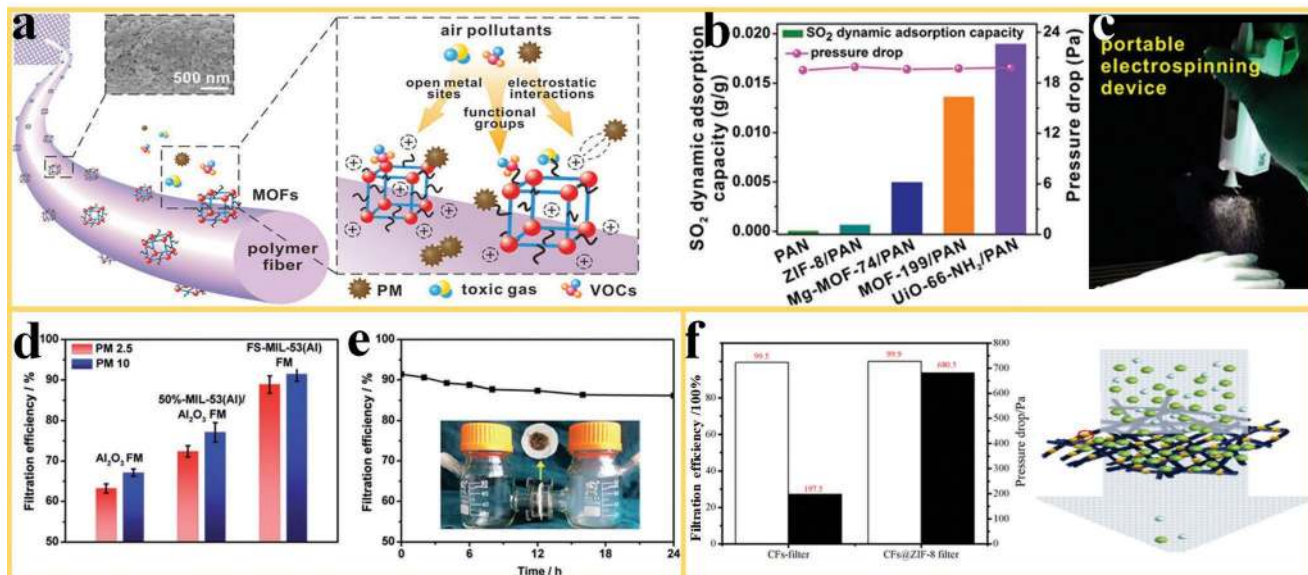 a
500 nm
MOFs
polymer
fiber
air pollutants
open metal
sites
electrostatic
interactions
functional
groups
PM
toxic gas
VOCs
b
SO2 dynamic adsorption
capacity (g/g)
0.020
0.015
0.010
0.005
0.000
SO2 dynamic adsorption capacity
pressure drop
24
18
12
6
0
Pressure drop (Pa)
PAN
ZIF-8/PAN
Mg-MOF-74/PAN
MOF-199/PAN
UiO-66-NH2/PAN
c
portable
electrospinning
device
d
Filtration efficiency / %
100
90
80
70
60
50
PM 2.5
PM 10
Al2O3 FM
50%-MIL-53(Al)/
Al2O3 FM
FS-MIL-53(Al)
FM
e
Filtration efficiency / %
100
90
80
70
60
50
0
6
12
18
24
Time / h
f
Filtration efficiency /100%
100
80
60
40
20
0
99.5
197.5
99.9
680.5
800
700
600
500
400
300
200
100
0
Pressure drop/Pa
CFs-filter
CFs@ZIF-8 filter